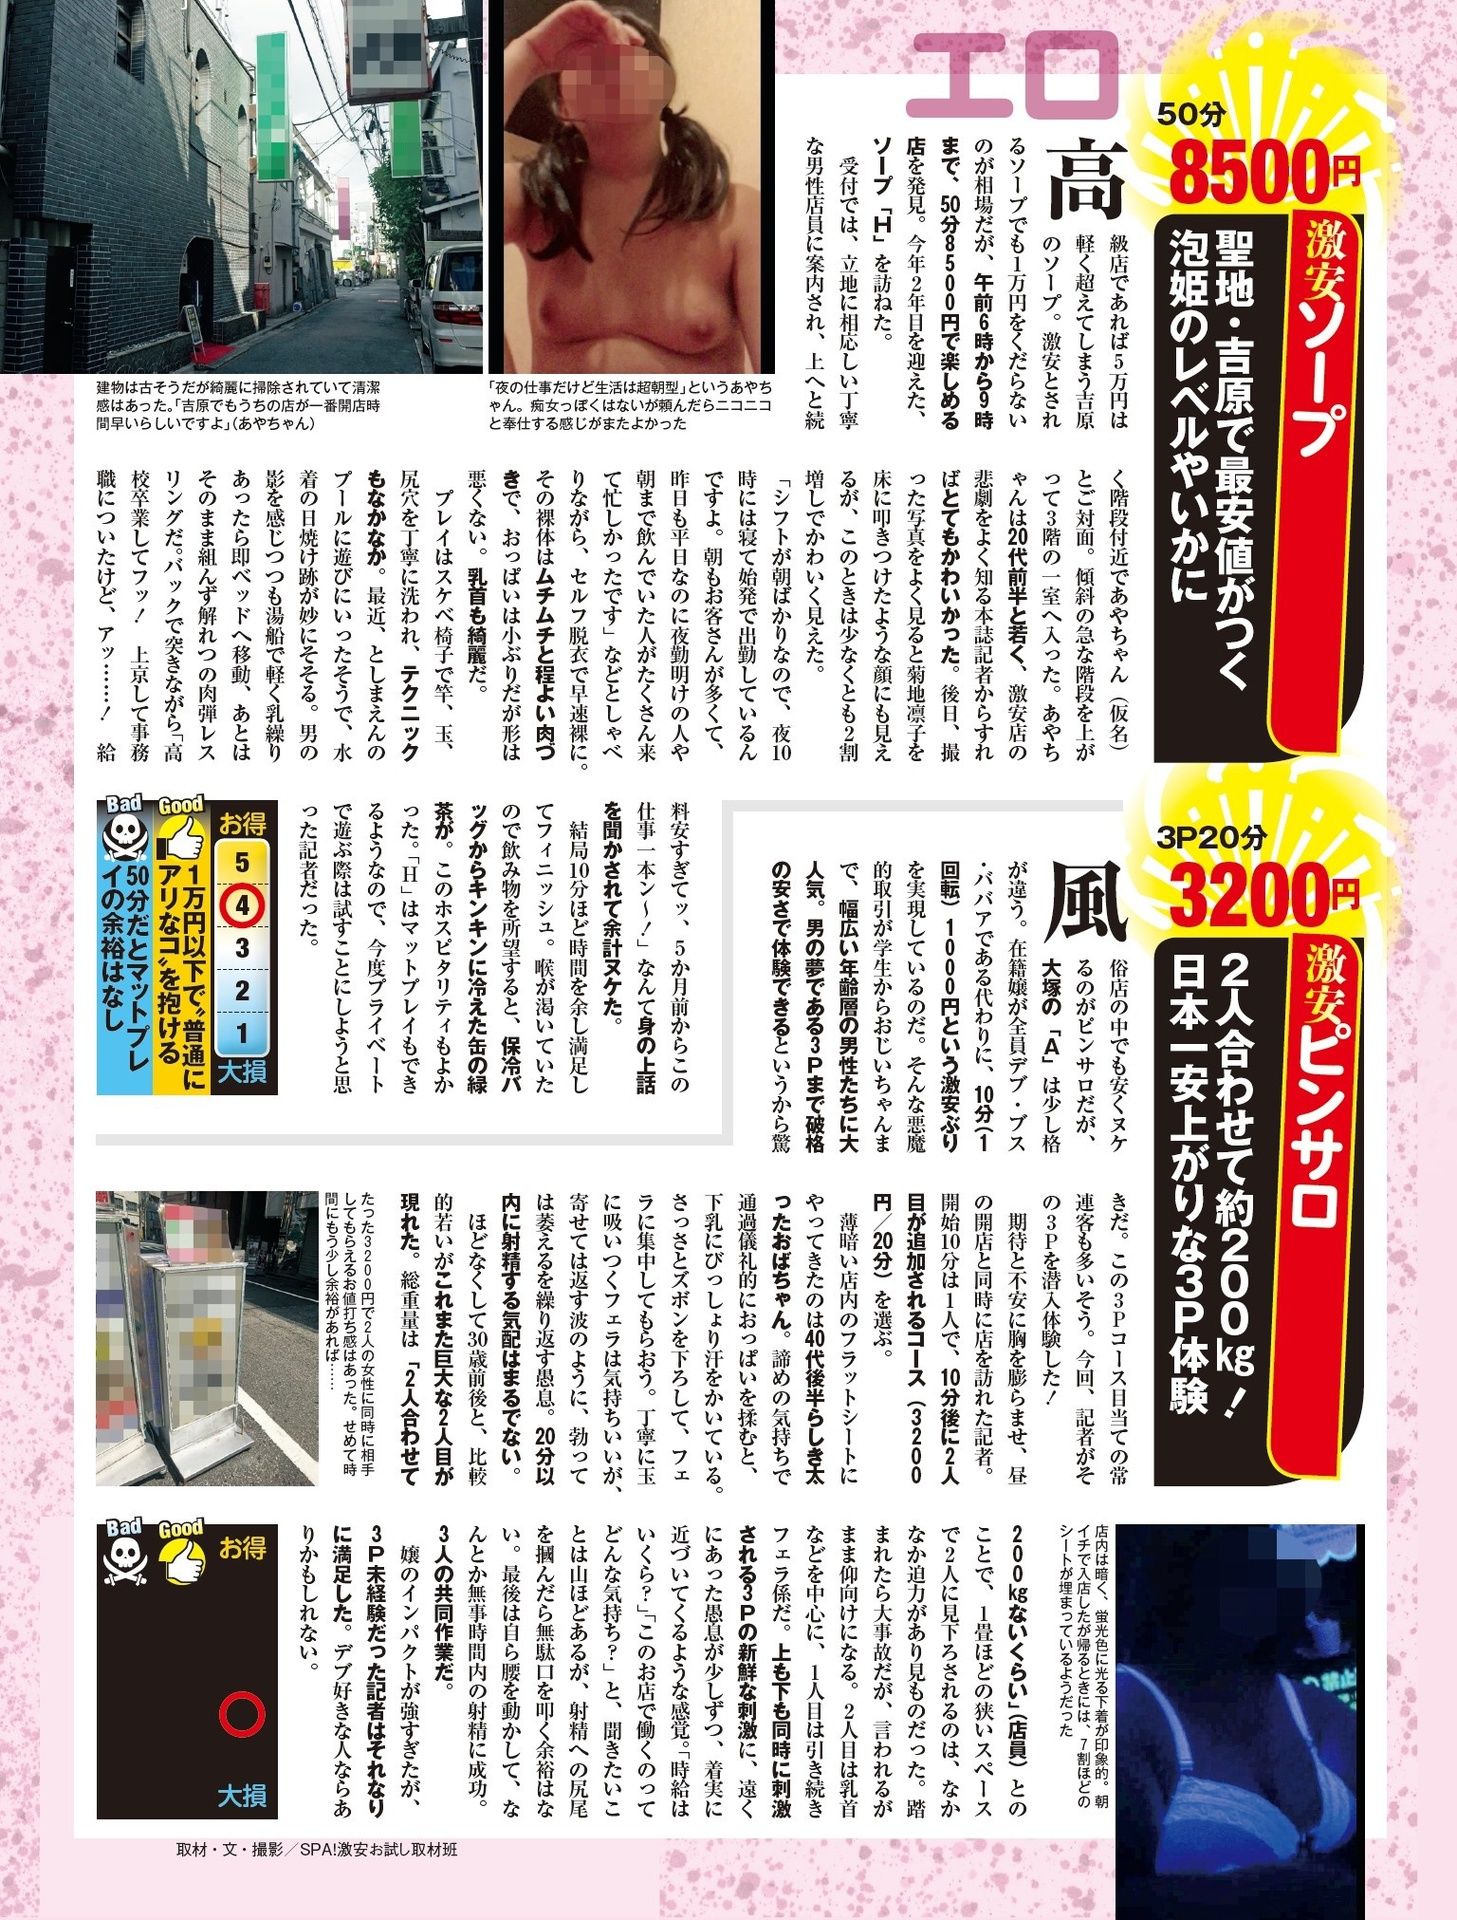 エロ
50分
8500円
激安ソープ
聖地・吉原で最安値がつく
泡姫のレベルやいかに
高
級店であれば5万円は
軽く超えてしまう吉原
のソープ。激安とされ
るソープでも1万円をくだらない
のが相場だが、午前6時から9時
まで、50分8500円で楽しめる
店を発見。今年2年目を迎えた、
ソープ「H」を訪ねた。
受付では、立地に相応しい丁寧
な男性店員に案内され、上へと続
「夜の仕事だけど生活は超朝型」というあやち
ゃん。痴女っぽくはないが頼んだらニコニコ
と奉仕する感じがまたよかった
建物は古そうだが綺麗に掃除されていて清潔
感はあった。「吉原でもうちの店が一番開店時
間早いらしいですよ」（あやちゃん）
く階段付近であやちゃん（仮名）
とご対面。傾斜の急な階段を上が
って3階の一室へ入った。あやち
ゃんは20代前半と若く、激安店の
悲劇をよく知る本誌記者からすれ
ばとてもかわいかった。後日、撮
った写真をよく見ると菊地凛子を
床に叩きつけたような顔にも見え
るが、このときは少なくとも2割
増しでかわいく見えた。
「シフトが朝ばかりなので、夜10
時には寝て始発で出勤しているん
ですよ。朝もお客さんが多くて、
昨日も平日なのに夜勤明けの人や
朝まで飲んでいた人がたくさん来
て忙しかったです」などとしゃべ
りながら、セルフ脱衣で早速裸に。
その裸体はムチムチと程よい肉づ
きで、おっぱいは小ぶりだが形は
悪くない。乳首も綺麗だ。
プレイはスケベ椅子で竿、玉、
尻穴を丁寧に洗われ、テクニック
もなかなか。最近、としまえんの
プールに遊びにいったそうで、水
着の日焼け跡が妙にそそる。男の
影を感じつつも湯船で軽く乳繰り
あったら即ベッドへ移動、あとは
そのまま組んず解れつの肉弾レス
リングだ。バックで突きながら「高
校卒業してフッ！　上京して事務
職についたけど、アッ……！　給
料安すぎてッ、5か月前からこの
仕事一本ン～！」なんて身の上話
を聞かされて余計ヌケた。
結局10分ほど時間を余し満足し
てフィニッシュ。喉が渇いていた
ので飲み物を所望すると、保冷バ
ッグからキンキンに冷えた缶の緑
茶が。このホスピタリティもよか
った。「H」はマットプレイもでき
るようなので、今度プライベート
で遊ぶ際は試すことにしようと思
った記者だった。
お得
5
4
3
2
1
大損
Good
1万円以下で“普通に
アリなコ”を抱ける
Bad
50分だとマットプレ
イの余裕はなし
3P20分
3200円
激安ピンサロ
2人合わせて約200kg！
日本一安上がりな3P体験
風
俗店の中でも安くヌケ
るのがピンサロだが、
大塚の「A」は少し格
が違う。在籍嬢が全員デブ・ブス
・ババアである代わりに、10分（1
回転）1000円という激安ぶり
を実現しているのだ。そんな悪魔
的取引が学生からおじいちゃんま
で、幅広い年齢層の男性たちに大
人気。男の夢である3Pまで破格
の安さで体験できるというから驚
きだ。この3Pコース目当ての常
連客も多いそう。今回、記者がそ
の3Pを潜入体験した！
期待と不安に胸を膨らませ、昼
の開店と同時に店を訪れた記者。
開始10分は1人で、10分後に2人
目が追加されるコース（3200
円／20分）を選ぶ。
薄暗い店内のフラットシートに
やってきたのは40代後半らしき太
ったおばちゃん。諦めの気持ちで
通過儀礼的におっぱいを揉むと、
下乳にびっしょり汗をかいている。
さっさとズボンを下ろして、フェ
ラに集中してもらおう。丁寧に玉
に吸いつくフェラは気持ちいいが、
寄せては返す波のように、勃って
は萎えるを繰り返す愚息。20分以
内に射精する気配はまるでない。
ほどなくして30歳前後と、比較
的若いがこれまた巨大な2人目が
現れた。総重量は「2人合わせて
たった3200円で2人の女性に同時に相手
してもらえるお値打ち感はあった。せめて時
間にもう少し余裕があれば……
店内は暗く、蛍光色に光る下着が印象的。朝
イチで入店したが帰るときには、7割ほどの
シートが埋まっているようだった
200kgないくらい」（店員）との
ことで、1畳ほどの狭いスペース
で2人に見下ろされるのは、なか
なか迫力があり見ものだった。踏
まれたら大事故だが、言われるが
まま仰向けになる。2人目は乳首
などを中心に、1人目は引き続き
フェラ係だ。上も下も同時に刺激
される3Pの新鮮な刺激に、遠く
にあった愚息が少しずつ、着実に
近づいてくるような感覚。「時給は
いくら？」「このお店で働くのって
どんな気持ち？」と、聞きたいこ
とは山ほどあるが、射精への尻尾
を摑んだら無駄口を叩く余裕はな
い。最後は自ら腰を動かして、な
んとか無事時間内の射精に成功。
3人の共同作業だ。
嬢のインパクトが強すぎたが、
3P未経験だった記者はそれなり
に満足した。デブ好きな人ならあ
りかもしれない。
お得
大損
Good
Bad
取材・文・撮影／SPA!激安お試し取材班